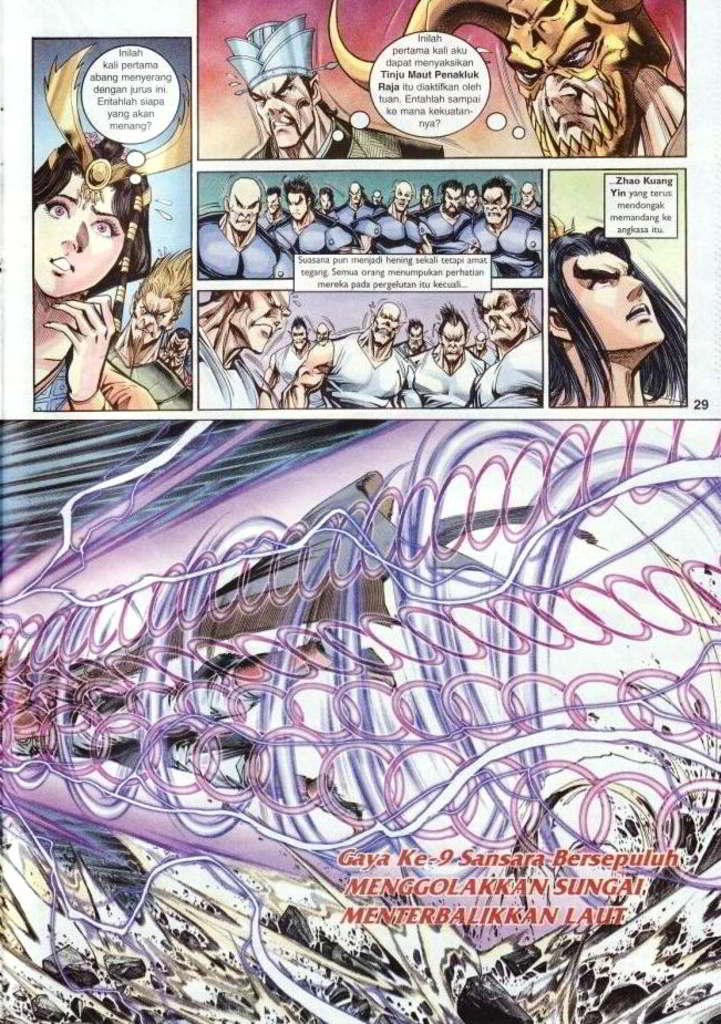 Inilah
kali pertama
abang menyerang
dengan jurus ini.
Entahlah siapa
yang akan
menang?
Inilah
pertama kali aku
dapat menyaksikan
Tinju Maut Penakluk
Raja itu diaktifkan oleh
tuan. Entahlah sampai
ke mana kekuatan-
nya?
Suasana pun menjadi hening sekali tetapi amat
tegang. Semua orang menumpukan perhatian
mereka pada pergelutan itu kecuali...
...Zhao Kuang
Yin yang terus
mendongak
memandang ke
angkasa itu.
29
Gaya Ke-9 Sansara Bersepuluh
MENGGOLAKKAN SUNGAI,
MENTERBALIKKAN LAUT